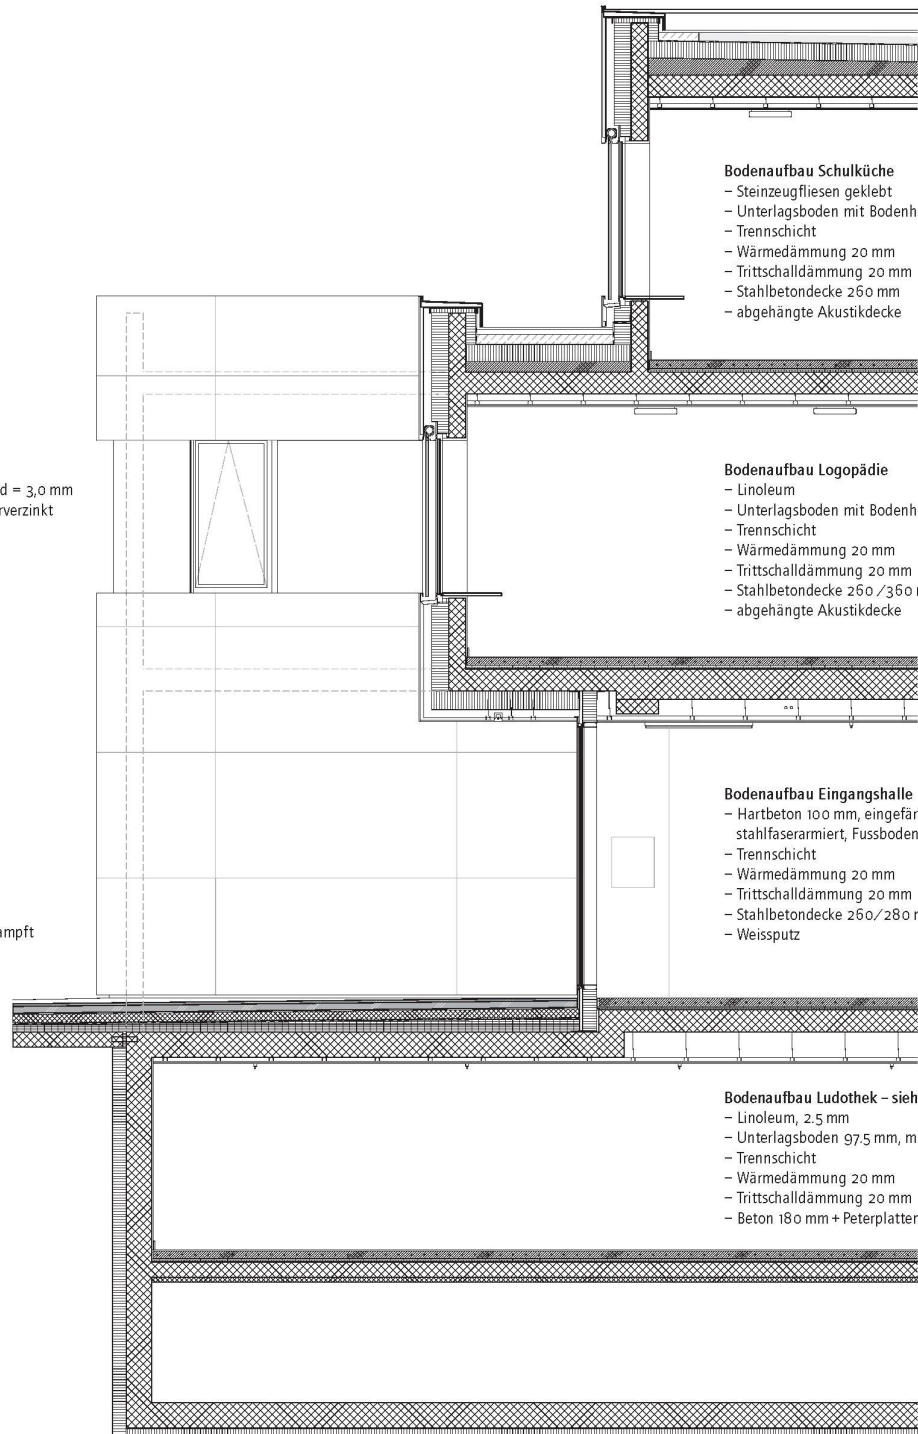 Bodenaufbau Schulküche
– Steinzeugfliesen geklebt
– Unterlagsboden mit Bodenh
– Trennschicht
– Wärmedämmung 20 mm
– Trittschalldämmung 20 mm
– Stahlbetondecke 260 mm
– abgehängte Akustikdecke
Bodenaufbau Logopädie
– Linoleum
– Unterlagsboden mit Bodenh
– Trennschicht
– Wärmedämmung 20 mm
– Trittschalldämmung 20 mm
– Stahlbetondecke 260/360
– abgehängte Akustikdecke
d = 3,0 mm
rverzinkt
Bodenaufbau Eingangshalle
– Hartbeton 100 mm, eingefär
stahlfaserarmiert, Fussboden
– Trennschicht
– Wärmedämmung 20 mm
– Trittschalldämmung 20 mm
– Stahlbetondecke 260/280
– Weissputz
ampft
Bodenaufbau Ludothek – sieh
– Linoleum, 2.5 mm
– Unterlagsboden 97.5 mm, m
– Trennschicht
– Wärmedämmung 20 mm
– Trittschalldämmung 20 mm
– Beton 180 mm + Peterplatten